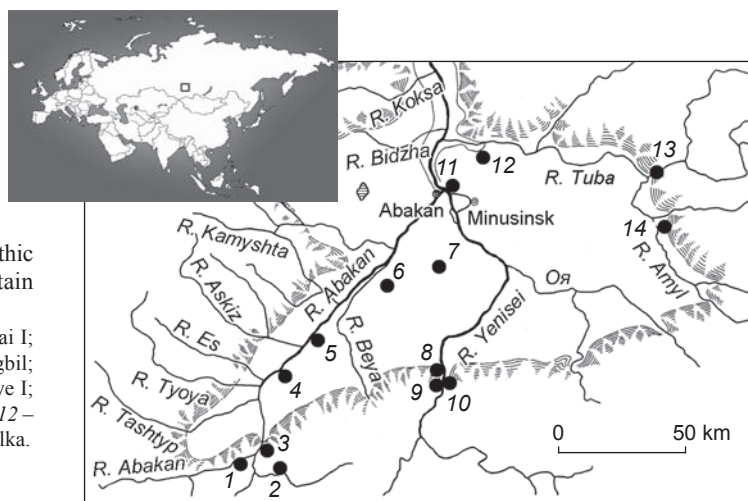 thic
tain
ai I;
gbil;
ye I;
12 –
lka.
R. Koksa
R. Bidzha
11
12
13
R. Tuba
Abakan
Minusinsk
14
R. Amyl
R. Kamyshta
R. Abakan
7
6
R. Askiz
Оя
R. Yenisei
R. Es
5
R. Beya
8
R. Tyoya
4
9
10
R. Tashtyp
3
0 50 km
R. Abakan
1
2